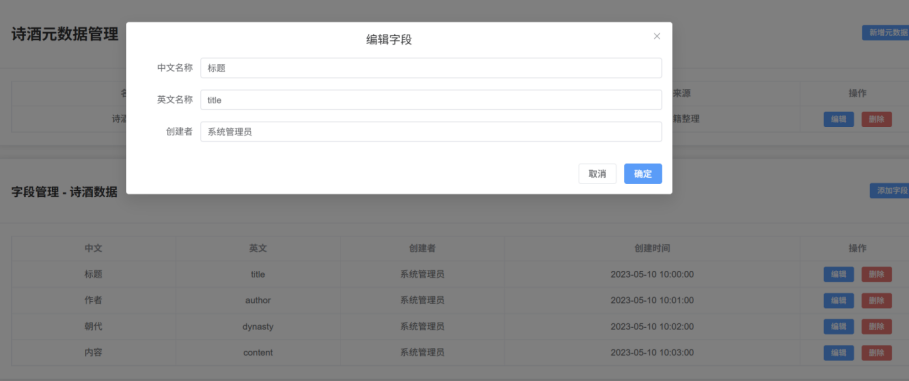 诗酒元数据管理
新增元数据
编辑字段
中文名称 标题
英文名称 title
创建者 系统管理员
取消 确定
来源 操作
籍整理 编辑 删除
字段管理 - 诗酒数据
添加字段
中文 英文 创建者 创建时间 操作
标题 title 系统管理员 2023-05-10 10:00:00 编辑 删除
作者 author 系统管理员 2023-05-10 10:01:00 编辑 删除
朝代 dynasty 系统管理员 2023-05-10 10:02:00 编辑 删除
内容 content 系统管理员 2023-05-10 10:03:00 编辑 删除